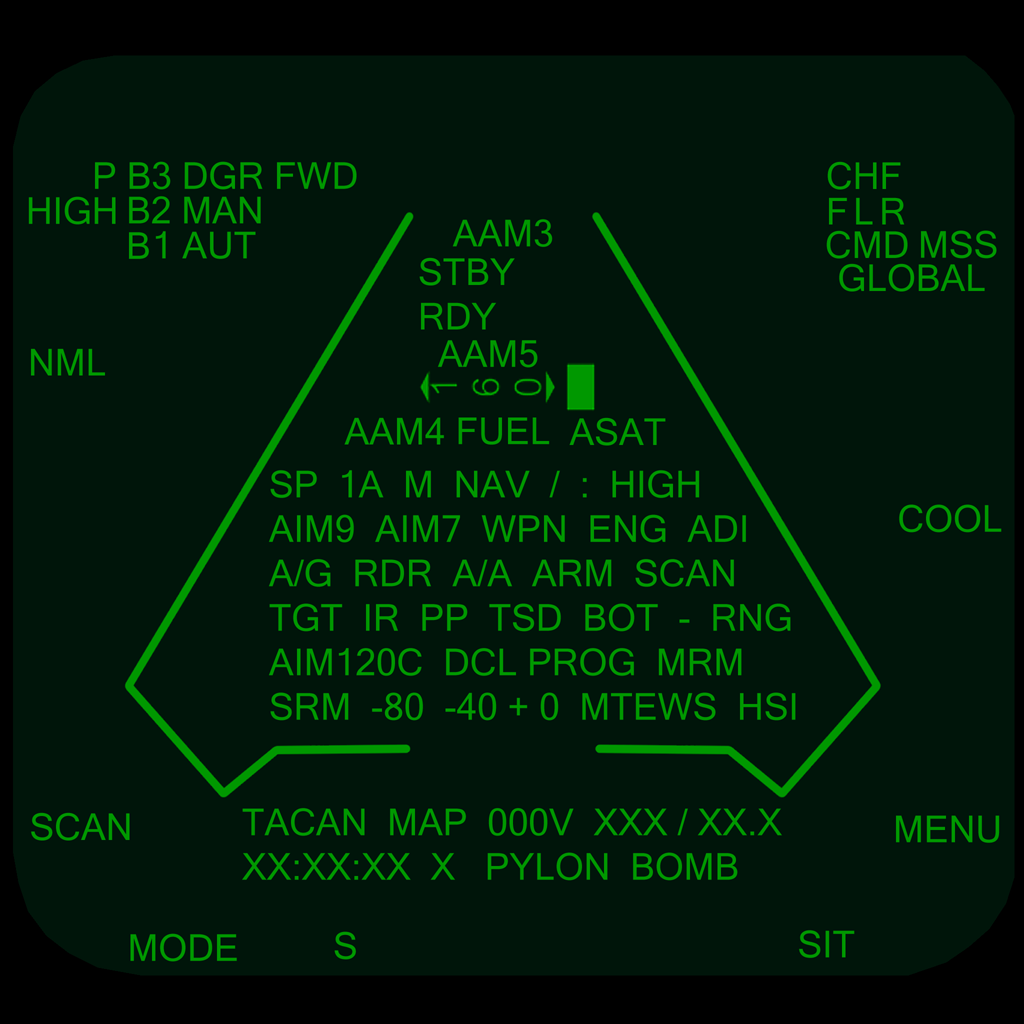 P B3 DGR FWD
HIGH B2 MAN
B1 AUT
CHF
FLR
CMD MSS
GLOBAL
AAM3
STBY
RDY
NML
AAM5
1 6 0
AAM4 FUEL ASAT
SP 1A M NAV / : HIGH
AIM9 AIM7 WPN ENG ADI
COOL
A/G RDR A/A ARM SCAN
TGT IR PP TSD BOT - RNG
AIM120C DCL PROG MRM
SRM -80 -40 + 0 MTEWS HSI
SCAN
TACAN MAP 000V XXX / XX.X
MENU
XX:XX:XX X PYLON BOMB
MODE
S
SIT